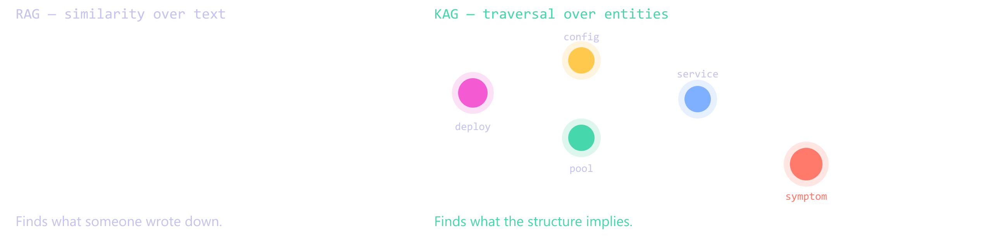 RAG — similarity over text
KAG — traversal over entities
config
service
deploy
pool
symptom
Finds what someone wrote down.
Finds what the structure implies.